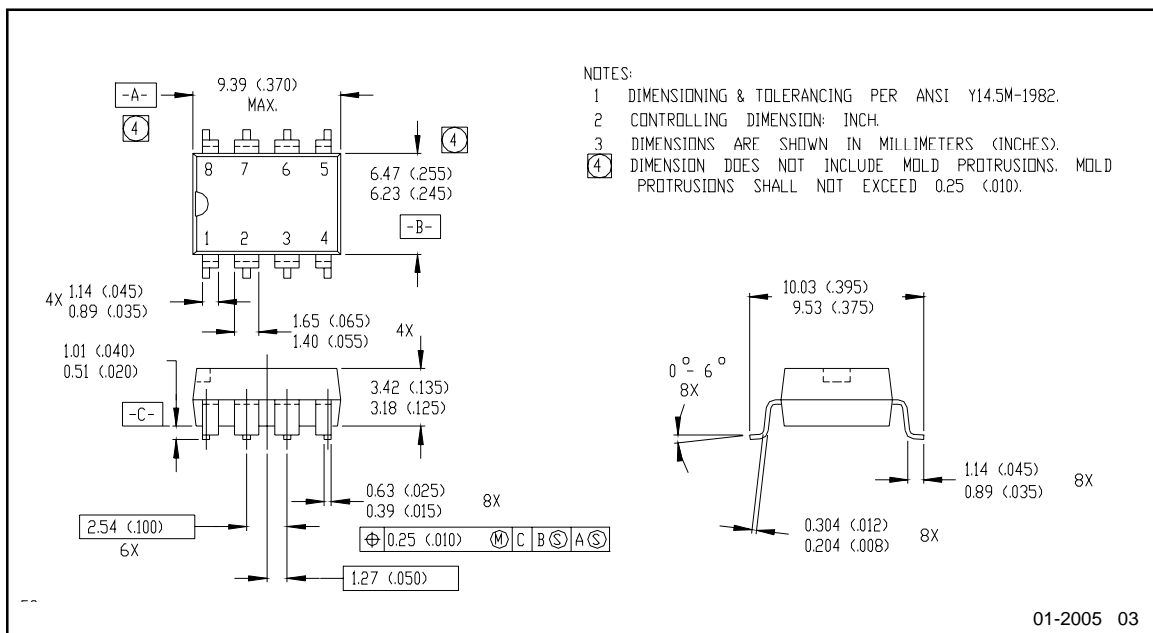 9.39 (.370)
MAX.
-A-
4
4
8 7 6 5
1 2 3 4
6.47 (.255)
6.23 (.245)
-B-
4X 1.14 (.045)
0.89 (.035)
1.65 (.065)
1.40 (.055)
4X
1.01 (.040)
0.51 (.020)
-C-
3.42 (.135)
3.18 (.125)
0.63 (.025)
0.39 (.015)
8X
2.54 (.100)
6X
⌖ 0.25 (.010) Ⓜ C B Ⓢ A Ⓢ
1.27 (.050)
NOTES:
1 DIMENSIONING & TOLERANCING PER ANSI Y14.5M-1982.
2 CONTROLLING DIMENSION: INCH.
3 DIMENSIONS ARE SHOWN IN MILLIMETERS (INCHES).
4 DIMENSION DOES NOT INCLUDE MOLD PROTRUSIONS. MOLD
PROTRUSIONS SHALL NOT EXCEED 0.25 (.010).
10.03 (.395)
9.53 (.375)
0° - 6°
8X
1.14 (.045)
0.89 (.035)
8X
0.304 (.012)
0.204 (.008)
8X
01-2005 03